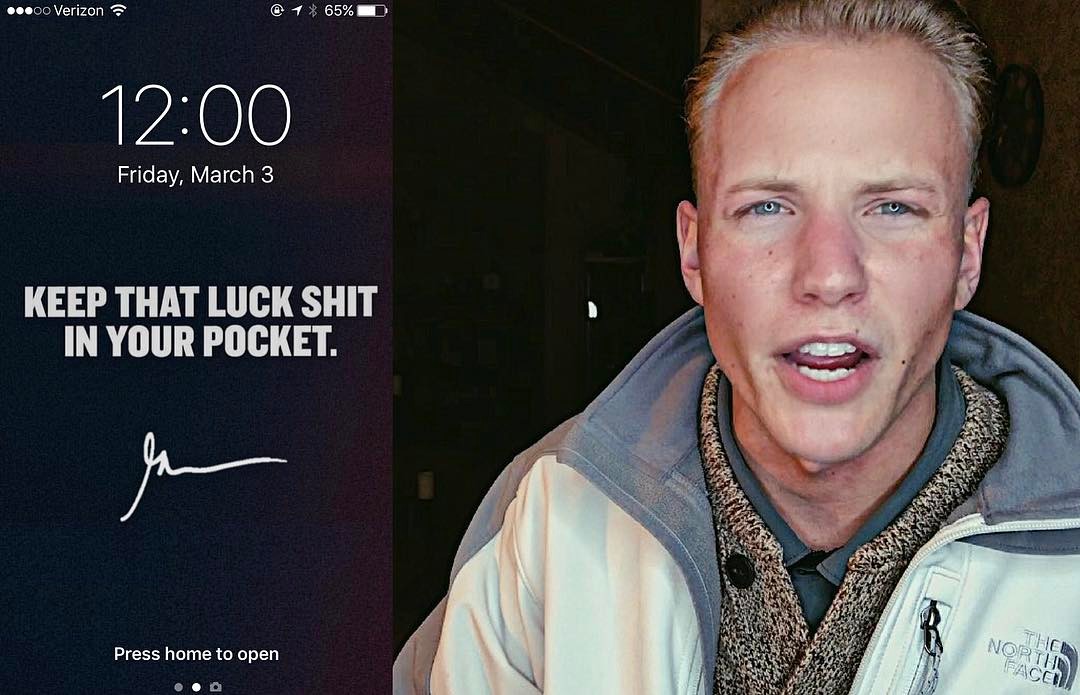 Verizon 65%
12:00
Friday, March 3
KEEP THAT LUCK SHIT
IN YOUR POCKET.
Press home to open
THE
NORTH
FACE